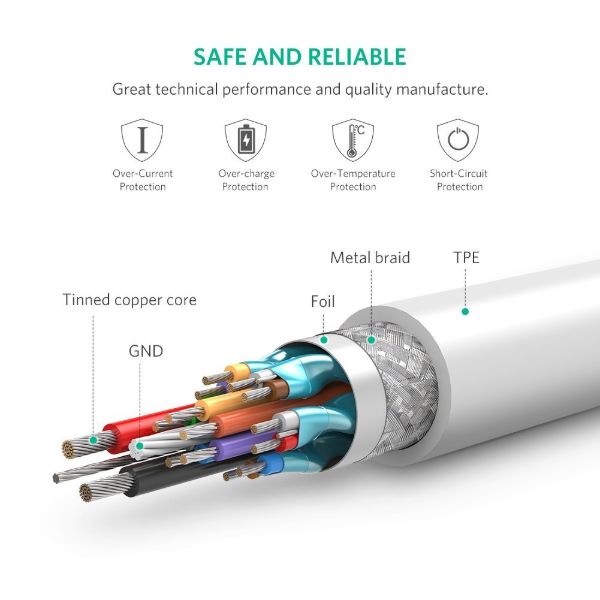 SAFE AND RELIABLE
Great technical performance and quality manufacture.
I
°C
Over-Current
Protection
Over-charge
Protection
Over-Temperature
Protection
Short-Circuit
Protection
Metal braid
TPE
Tinned copper core
Foil
GND